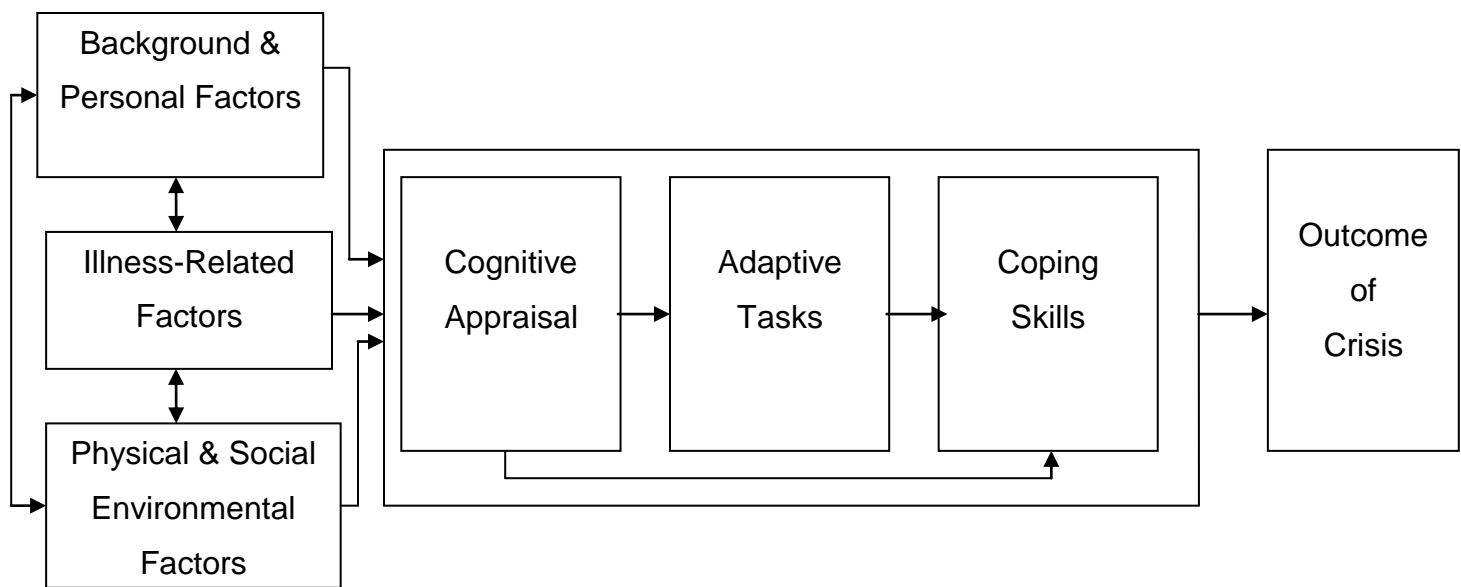 Background &
Personal Factors
Illness-Related
Factors
Physical & Social
Environmental
Factors
Cognitive
Appraisal
Adaptive
Tasks
Coping
Skills
Outcome
of
Crisis